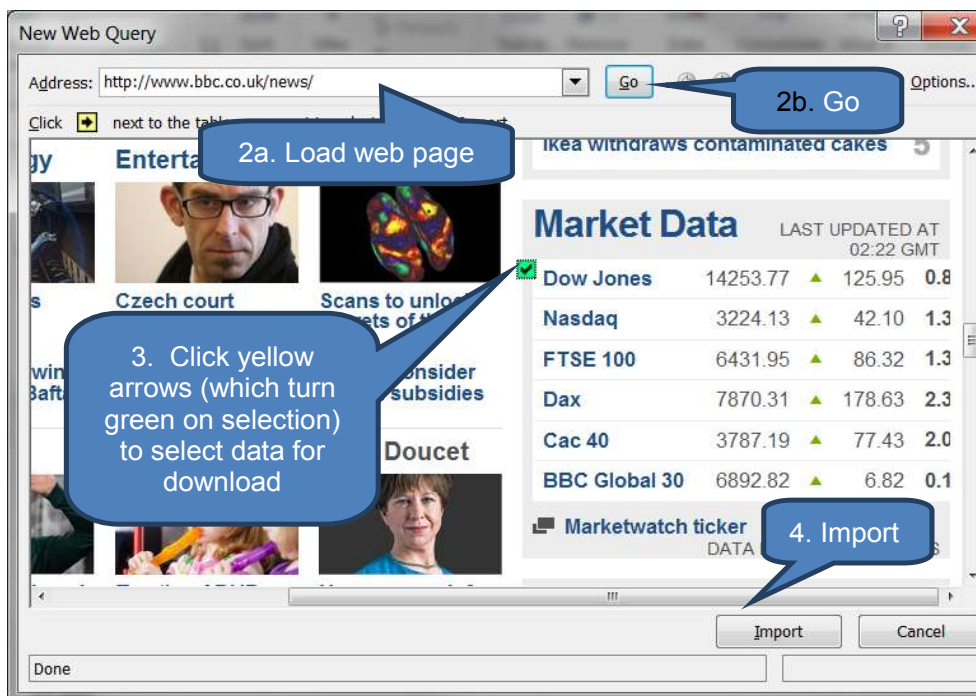 New Web Query
Address: http://www.bbc.co.uk/news/ Go Options..
2b. Go
Click next to the
2a. Load web page
Ikea withdraws contaminated cakes 5
gy
Market Data LAST UPDATED AT
02:22 GMT
Dow Jones 14253.77 125.95 0.8
Nasdaq 3224.13 42.10 1.3
FTSE 100 6431.95 86.32 1.3
Dax 7870.31 178.63 2.3
Cac 40 3787.19 77.43 2.0
BBC Global 30 6892.82 6.82 0.1
Marketwatch ticker
DATA
s
Czech court
Scans to
3. Click yellow
arrows (which turn
green on selection)
to select data for
download
subsidies
Doucet
4. Import
Import Cancel
Done